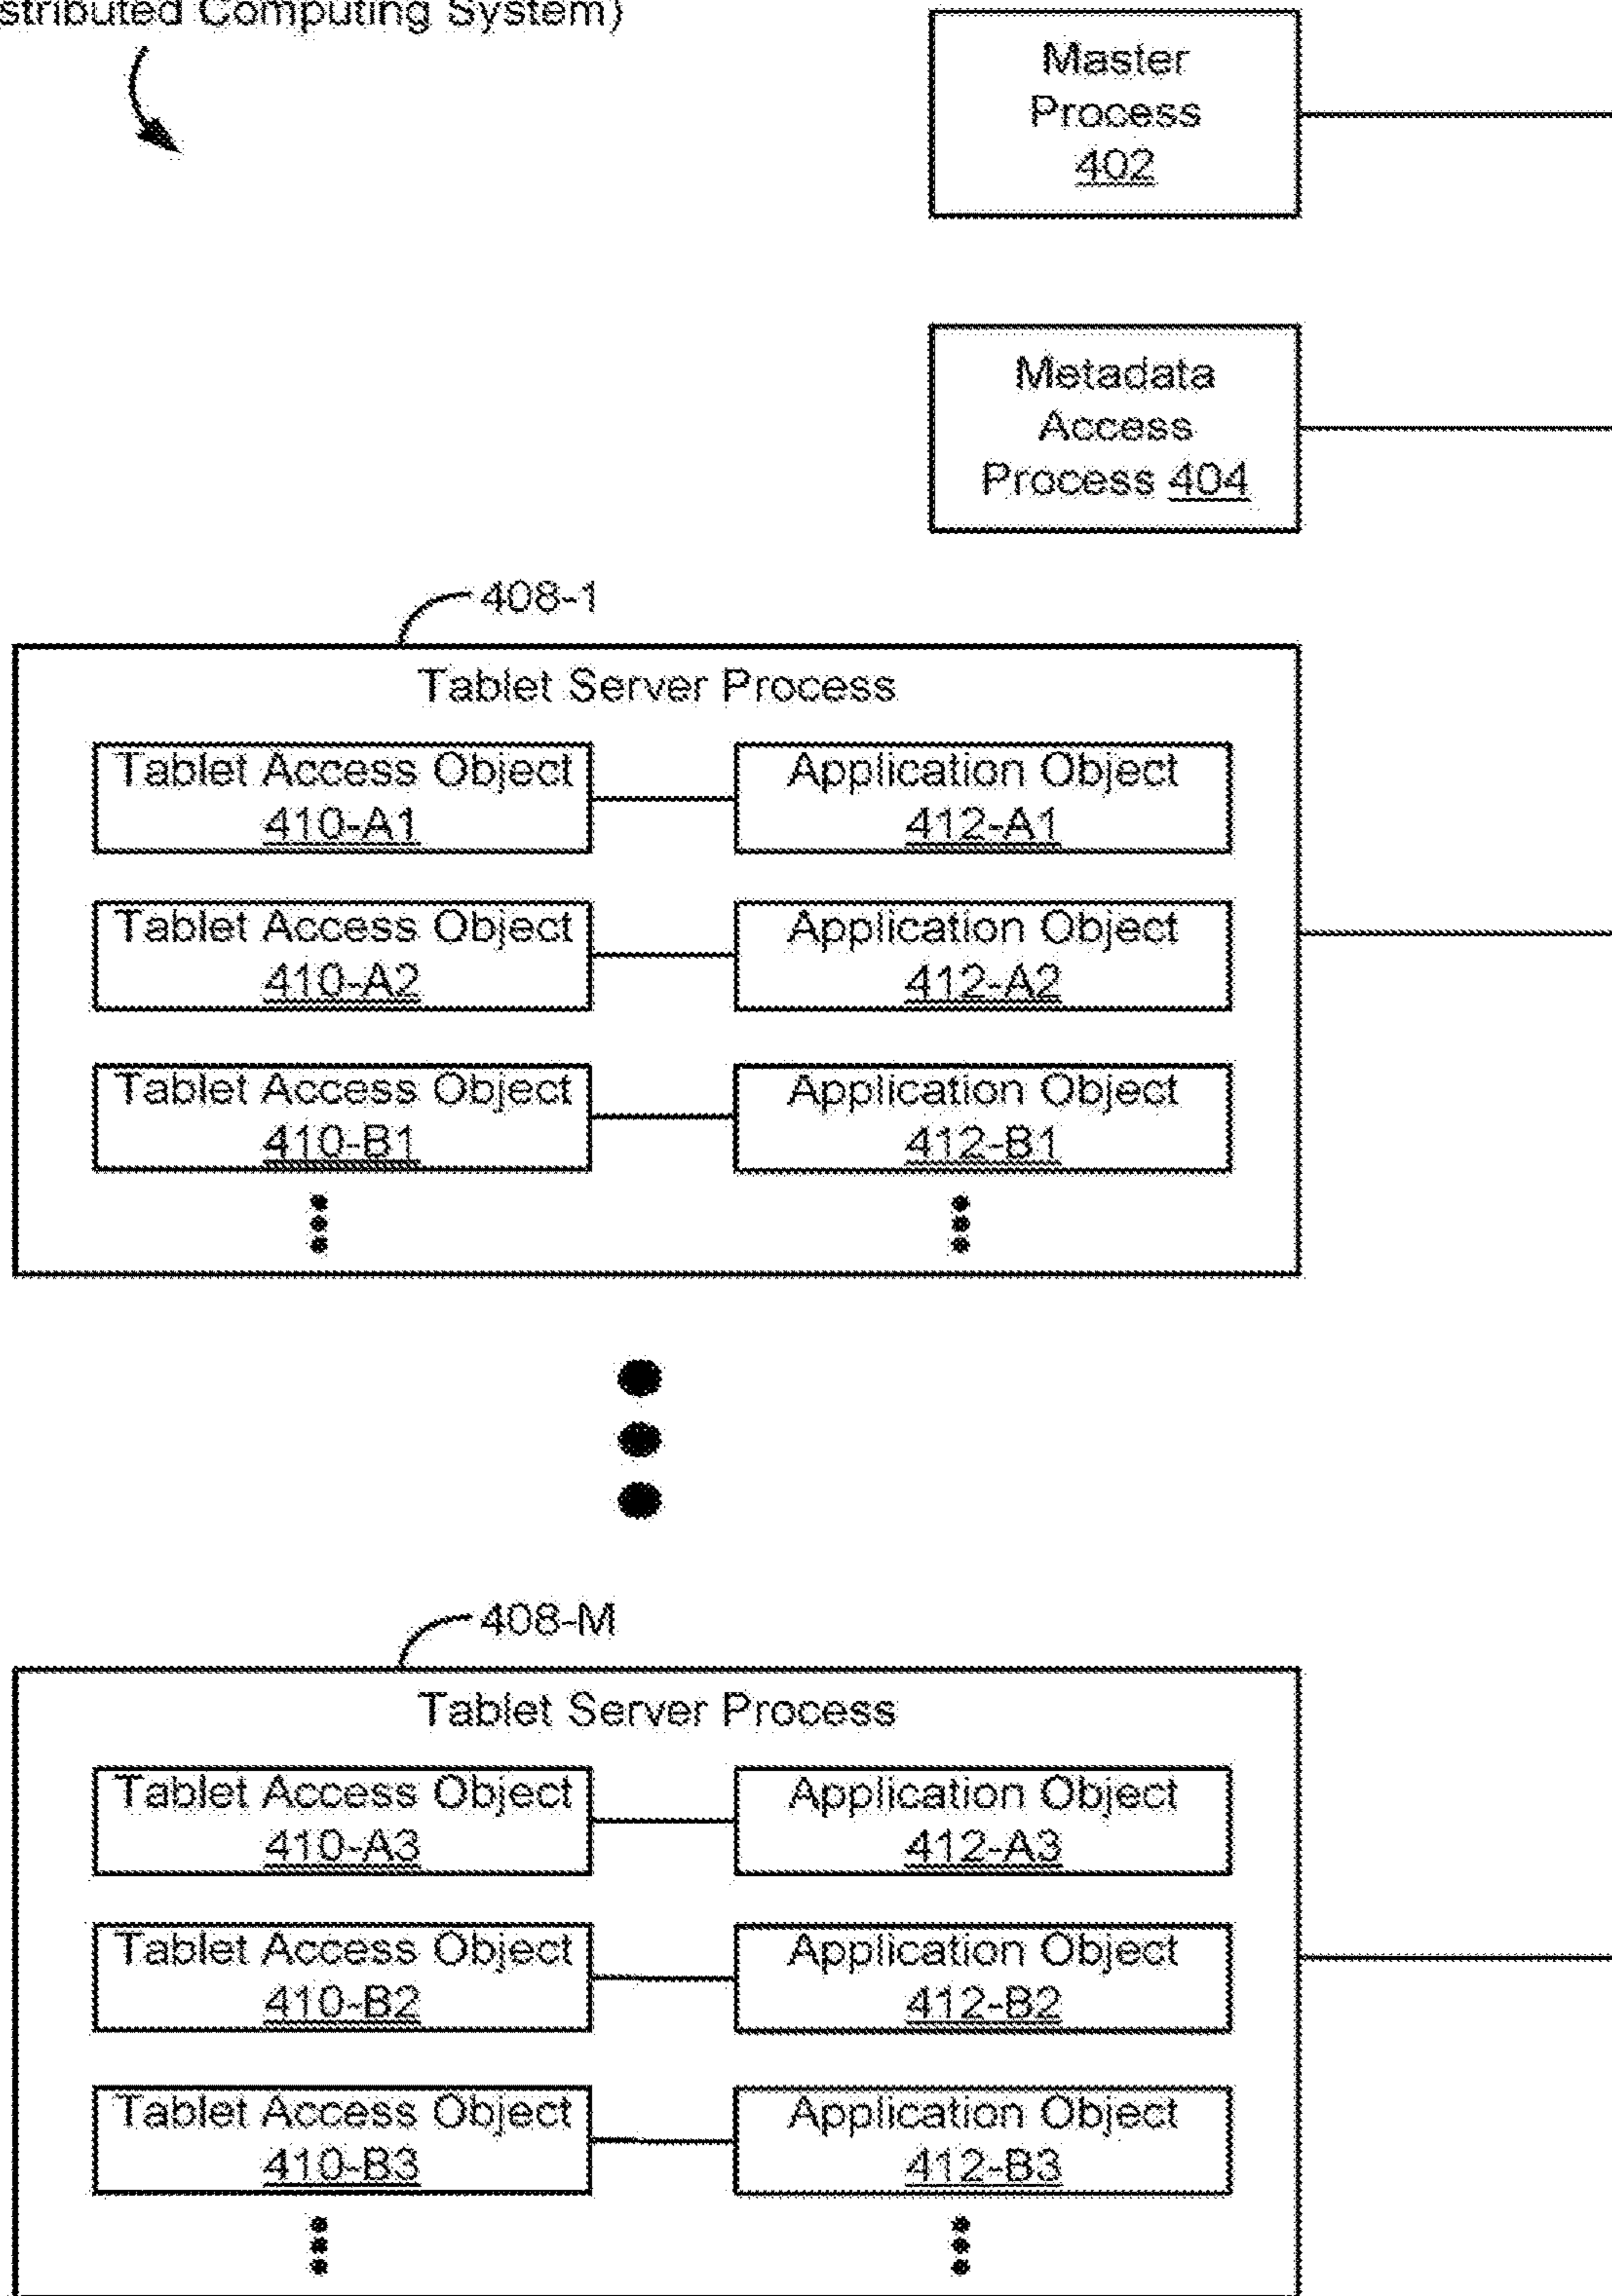 Computing System)
Master
Process
402
Metadata
Access
Process 404
408-1
Tablet Server Process
Tablet Access Object
410-A1
Application Object
412-A1
Tablet Access Object
410-A2
Application Object
412-A2
Tablet Access Object
410-B1
Application Object
412-B1
408-M
Tablet Server Process
Tablet Access Object
410-A3
Application Object
412-A3
Tablet Access Object
410-B2
Application Object
412-B2
Tablet Access Object
410-B3
Application Object
412-B3